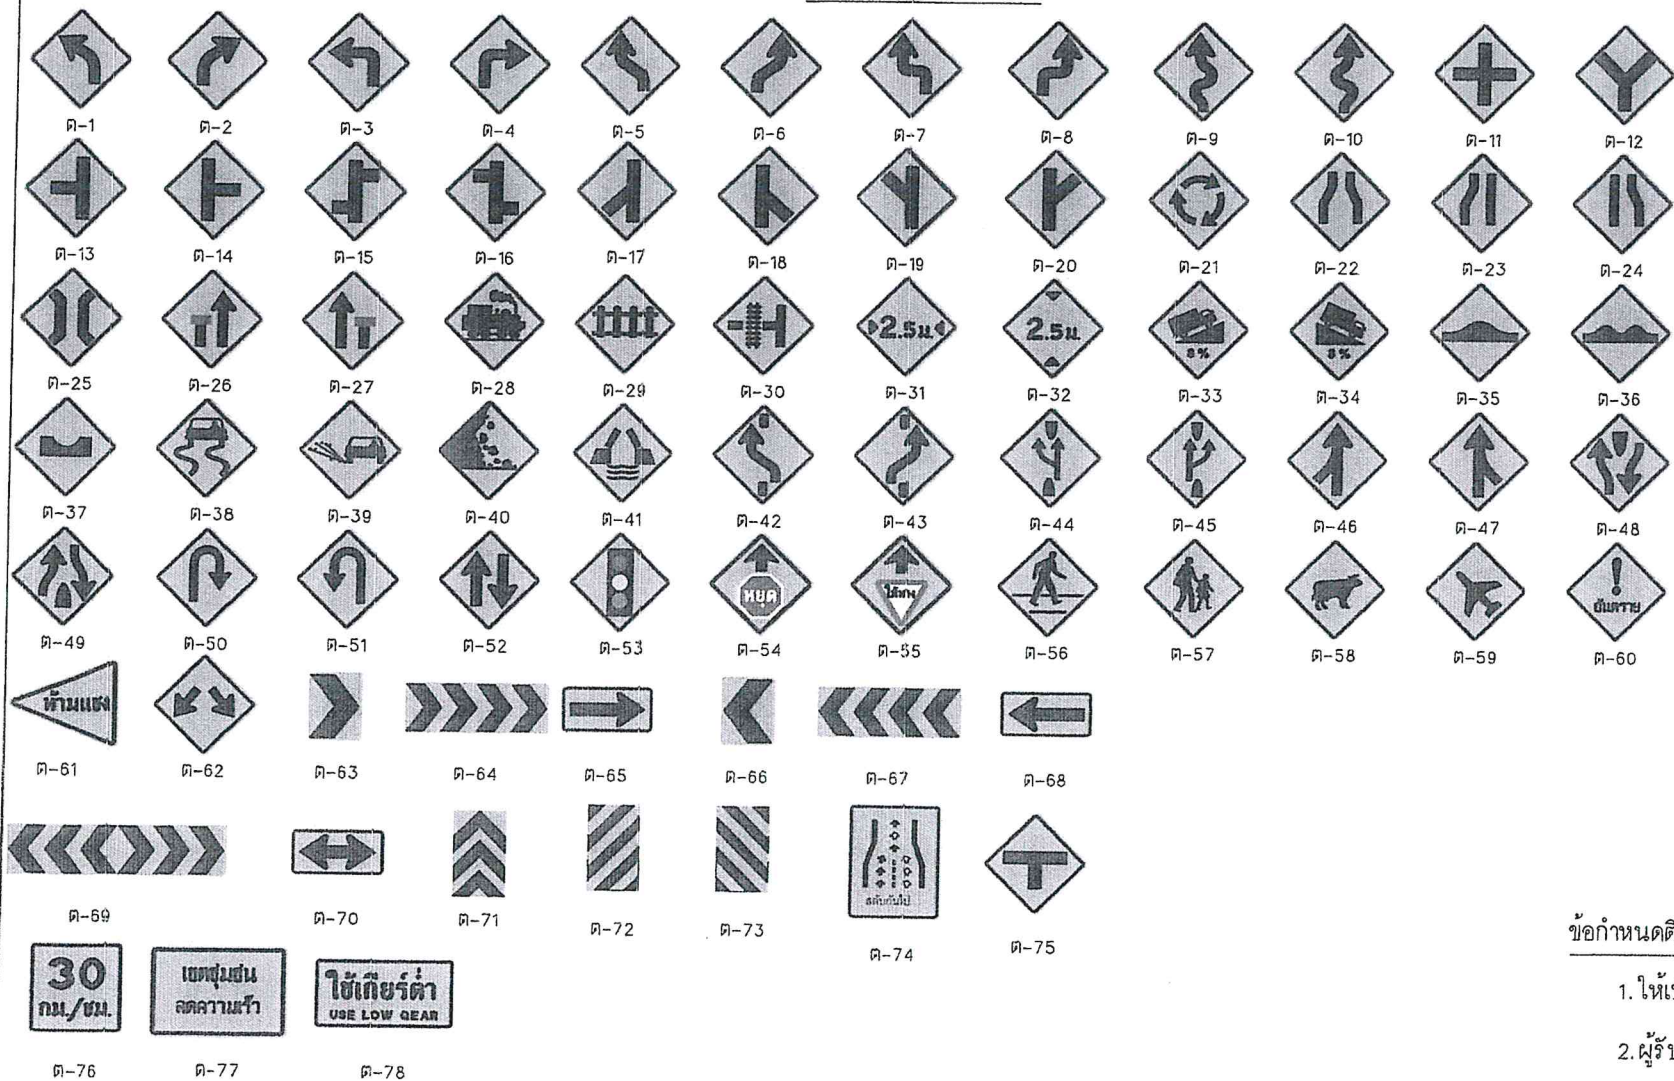 ต-1 ต-2 ต-3 ต-4 ต-5 ต-6 ต-7 ต-8 ต-9 ต-10 ต-11 ต-12
ต-13 ต-14 ต-15 ต-16 ต-17 ต-18 ต-19 ต-20 ต-21 ต-22 ต-23 ต-24
2.5ม. 2.5ม. 8% 8%
ต-25 ต-26 ต-27 ต-28 ต-29 ต-30 ต-31 ต-32 ต-33 ต-34 ต-35 ต-36
ต-37 ต-38 ต-39 ต-40 ต-41 ต-42 ต-43 ต-44 ต-45 ต-46 ต-47 ต-48
หยุด ให้ทาง ! อันตราย
ต-49 ต-50 ต-51 ต-52 ต-53 ต-54 ต-55 ต-56 ต-57 ต-58 ต-59 ต-60
ห้ามแซง
ต-61 ต-62 ต-63 ต-64 ต-65 ต-66 ต-67 ต-68
สลับกันไป
ต-69 ต-70 ต-71 ต-72 ต-73 ต-74 ต-75
30
กม./ชม.
เขตชุมชน
ลดความเร็ว
ใช้เกียร์ต่ำ
USE LOW GEAR
ต-76 ต-77 ต-78
ข้อกำหนด
1.
2.